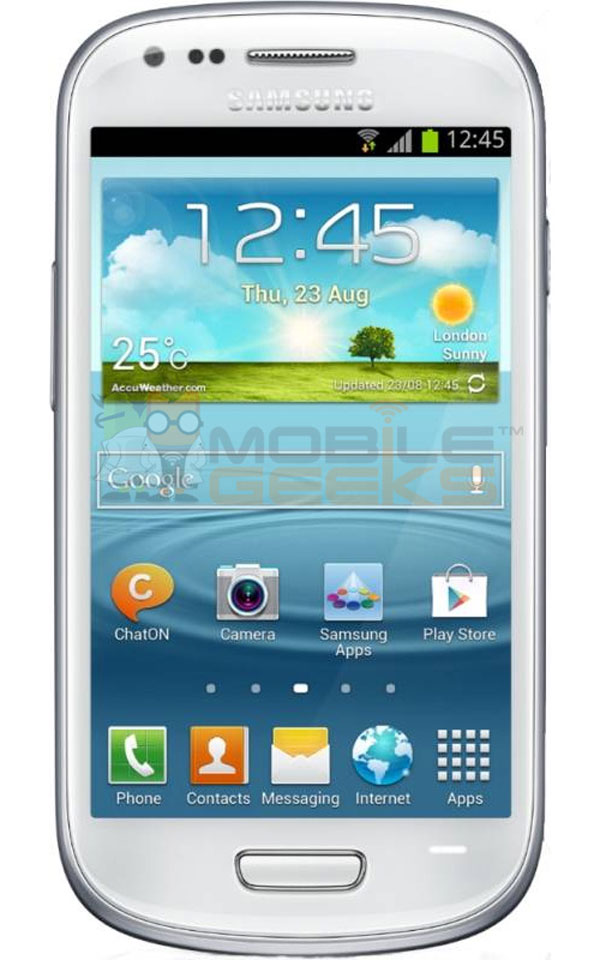 SAMSUNG
12:45
12:45
Thu, 23 Aug
London
Sunny
25°c
AccuWeather.com
Updated 23/08 12:45
MOBILE™
GEEKS
Google
C
ChatON
Camera
Samsung
Apps
Play Store
Phone
Contacts
Messaging
Internet
Apps